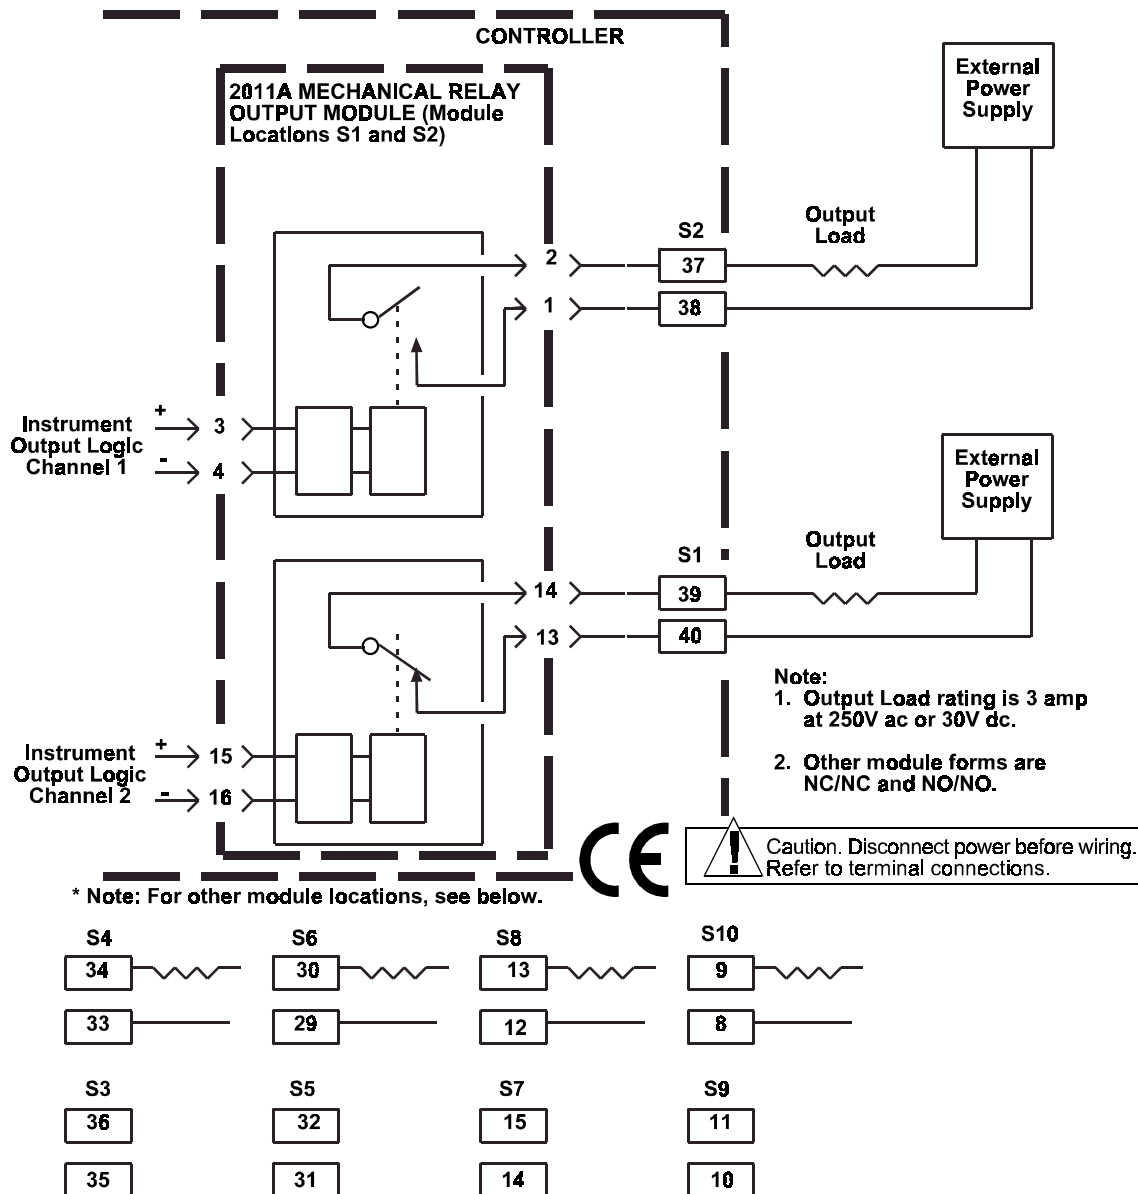 CONTROLLER
2011A MECHANICAL RELAY
OUTPUT MODULE (Module
Locations S1 and S2)
External
Power
Supply
Output
Load
S2
2
37
1
38
+
Instrument
Output Logic
Channel 1
-
3
4
External
Power
Supply
Output
Load
S1
14
39
13
40
Note:
1. Output Load rating is 3 amp
at 250V ac or 30V dc.
2. Other module forms are
NC/NC and NO/NO.
+
Instrument
Output Logic
Channel 2
-
15
16
CE
!
Caution. Disconnect power before wiring.
Refer to terminal connections.
* Note: For other module locations, see below.
S4 S6 S8 S10
34 30 13 9
33 29 12 8
S3 S5 S7 S9
36 32 15 11
35 31 14 10